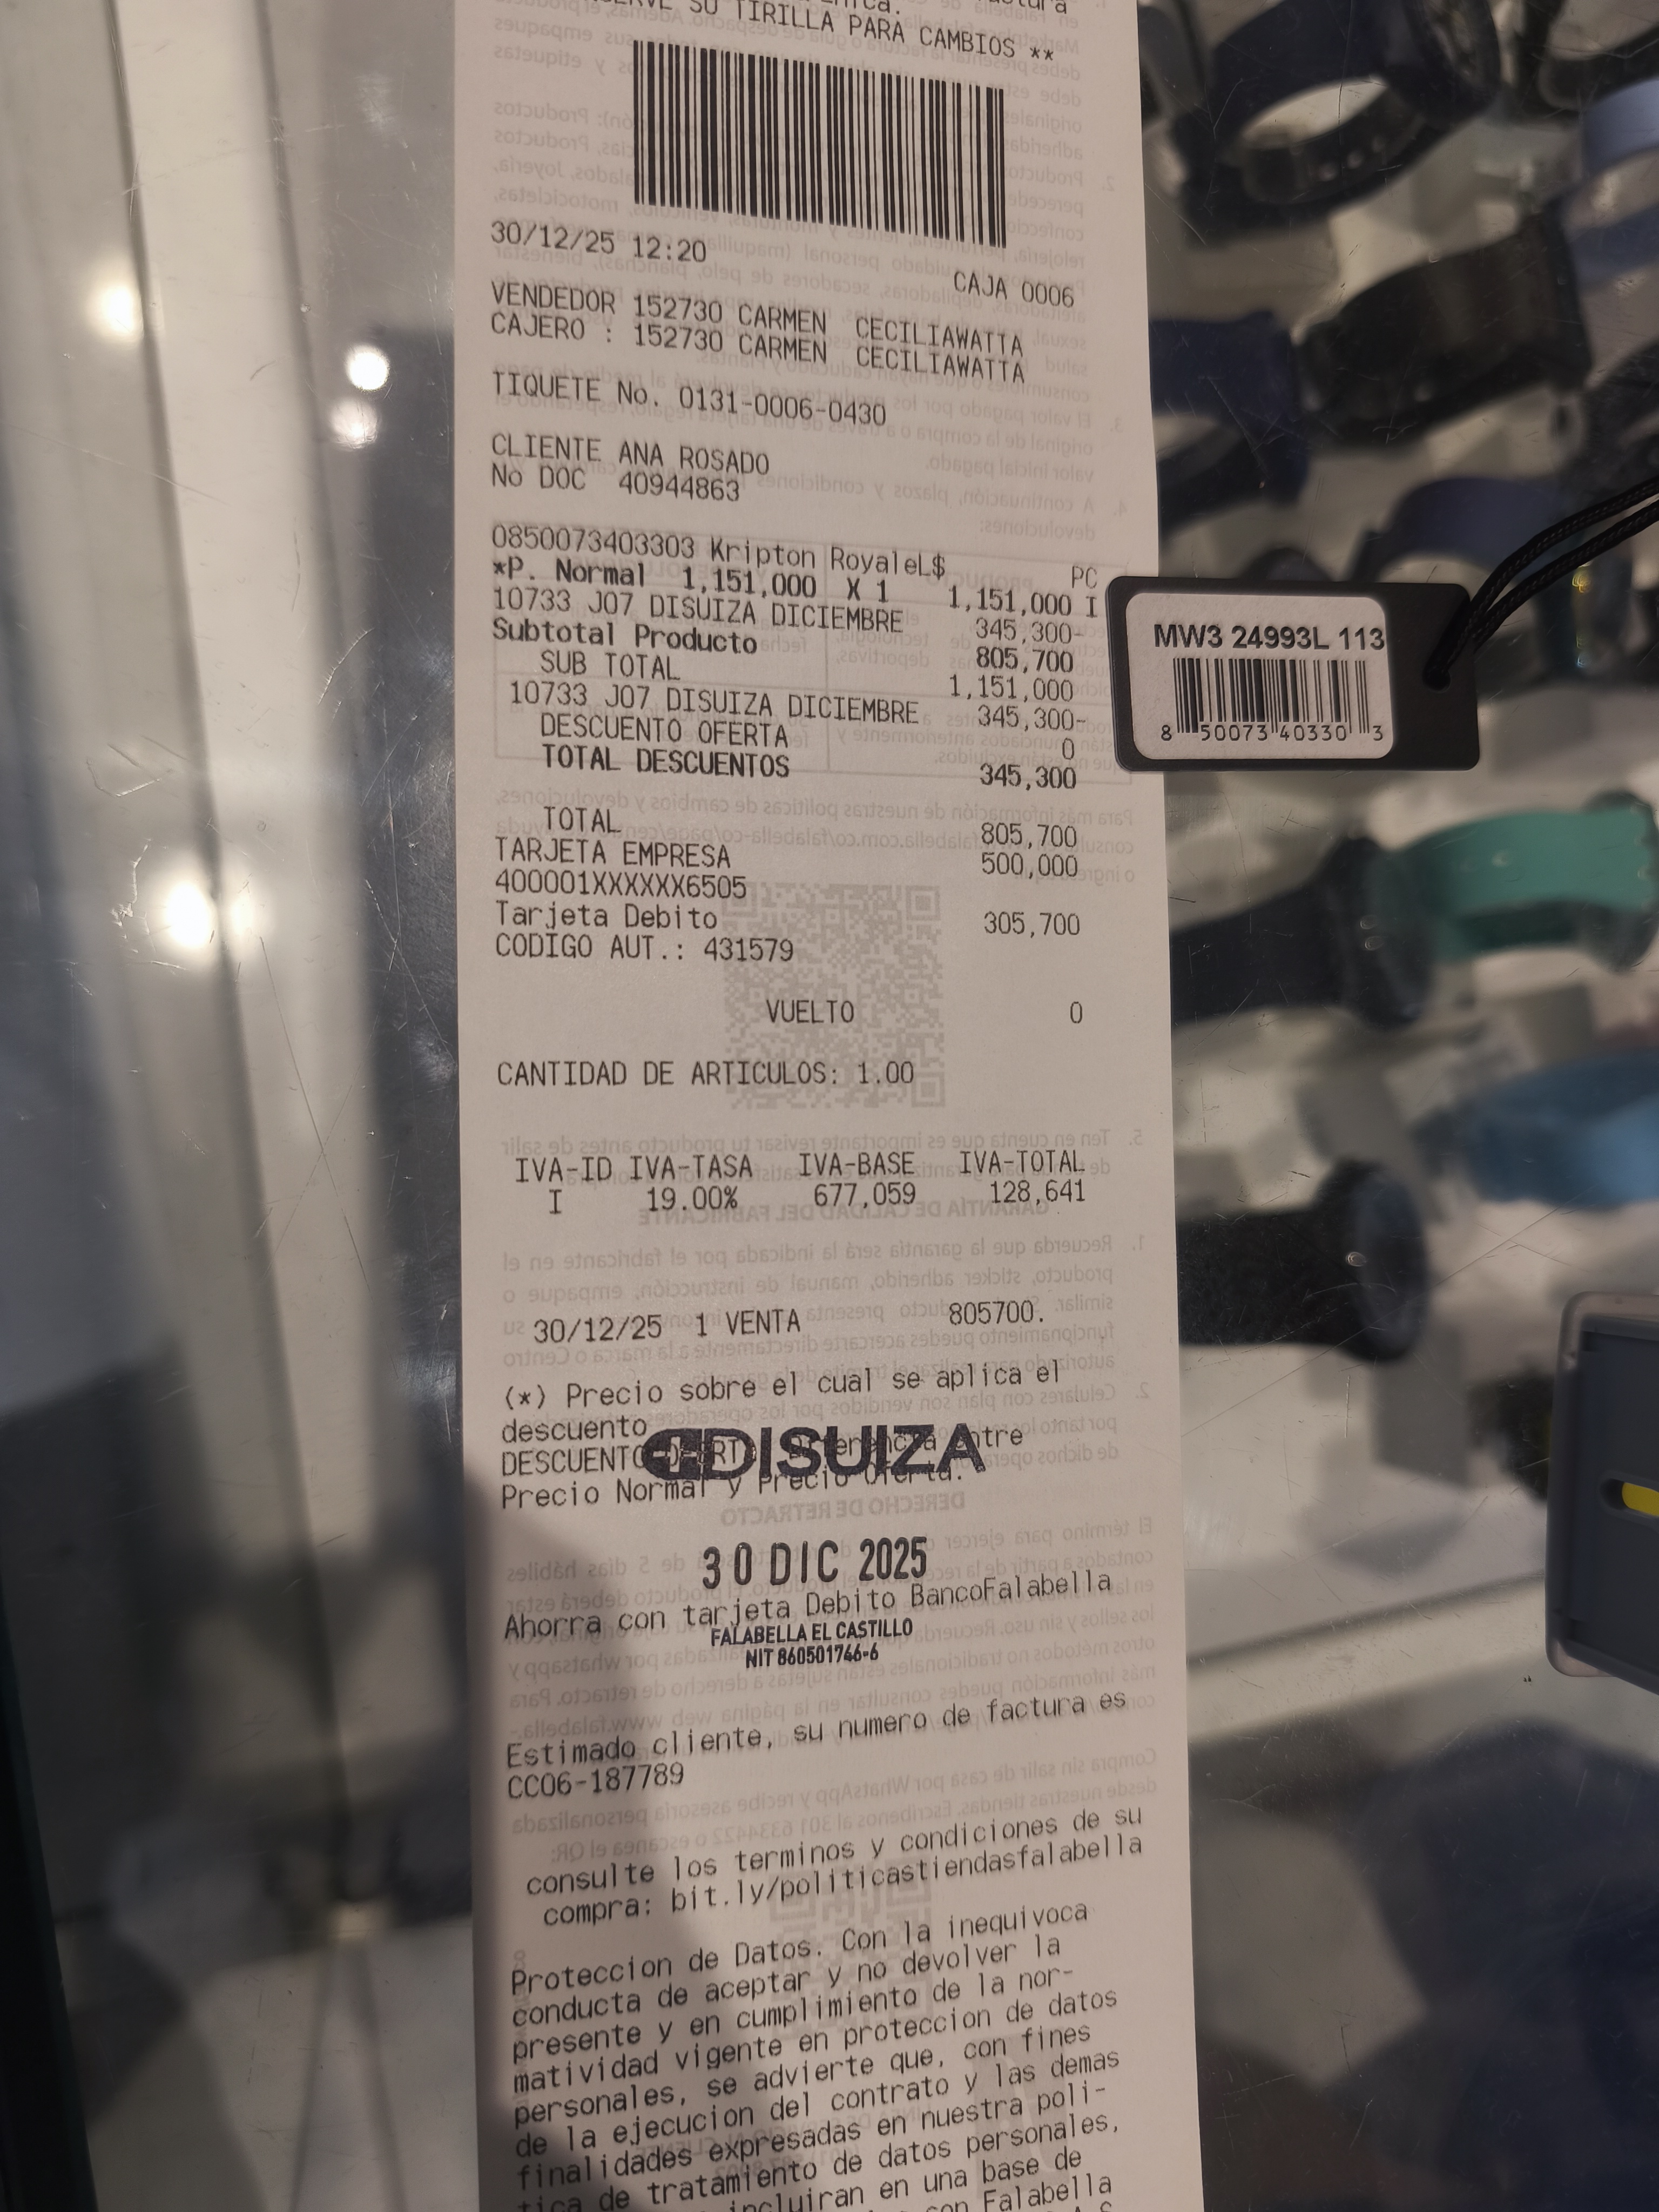 SU TIRILLA PARA CAMBIOS **
30/12/25 12:20
CAJA 0006
VENDEDOR 152730 CARMEN CECILIAWATTA
CAJERO : 152730 CARMEN CECILIAWATTA
TIQUETE No. 0131-0006-0430
CLIENTE ANA ROSADO
No DOC 40944863
0850073403303 Kripton RoyaleL$ PC
*P. Normal 1,151,000 X 1 1,151,000 I
10733 J07 DISUIZA DICIEMBRE 345,300-
Subtotal Producto 805,700
SUB TOTAL 1,151,000
10733 J07 DISUIZA DICIEMBRE 345,300-
DESCUENTO OFERTA 0
TOTAL DESCUENTOS 345,300
TOTAL 805,700
TARJETA EMPRESA 500,000
400001XXXXXX6505
Tarjeta Debito 305,700
CODIGO AUT.: 431579
VUELTO 0
CANTIDAD DE ARTICULOS: 1.00
IVA-ID IVA-TASA IVA-BASE IVA-TOTAL
I 19.00% 677,059 128,641
30/12/25 1 VENTA 805700.
(*) Precio sobre el cual se aplica el
descuento
DISUIZA
DESCUENTO entre
Precio Normal y Precio Oferta.
30 DIC 2025
Ahorra con tarjeta Debito BancoFalabella
FALABELLA EL CASTILLO
NIT 860501746-6
Estimado cliente, su numero de factura es
CC06-187789
consulte los terminos y condiciones de su
compra: bit.ly/politicastiendasfalabella
Proteccion de Datos. Con la inequivoca
conducta de aceptar y no devolver la
presente y en cumplimiento de la nor-
matividad vigente en proteccion de datos
personales, se advierte que, con fines
de la ejecucion del contrato y las demas
finalidades expresadas en nuestra poli-
tica de tratamiento de datos personales,
incluiran en una base de
con Falabella
MW3 24993L 113
8 50073 40330 3